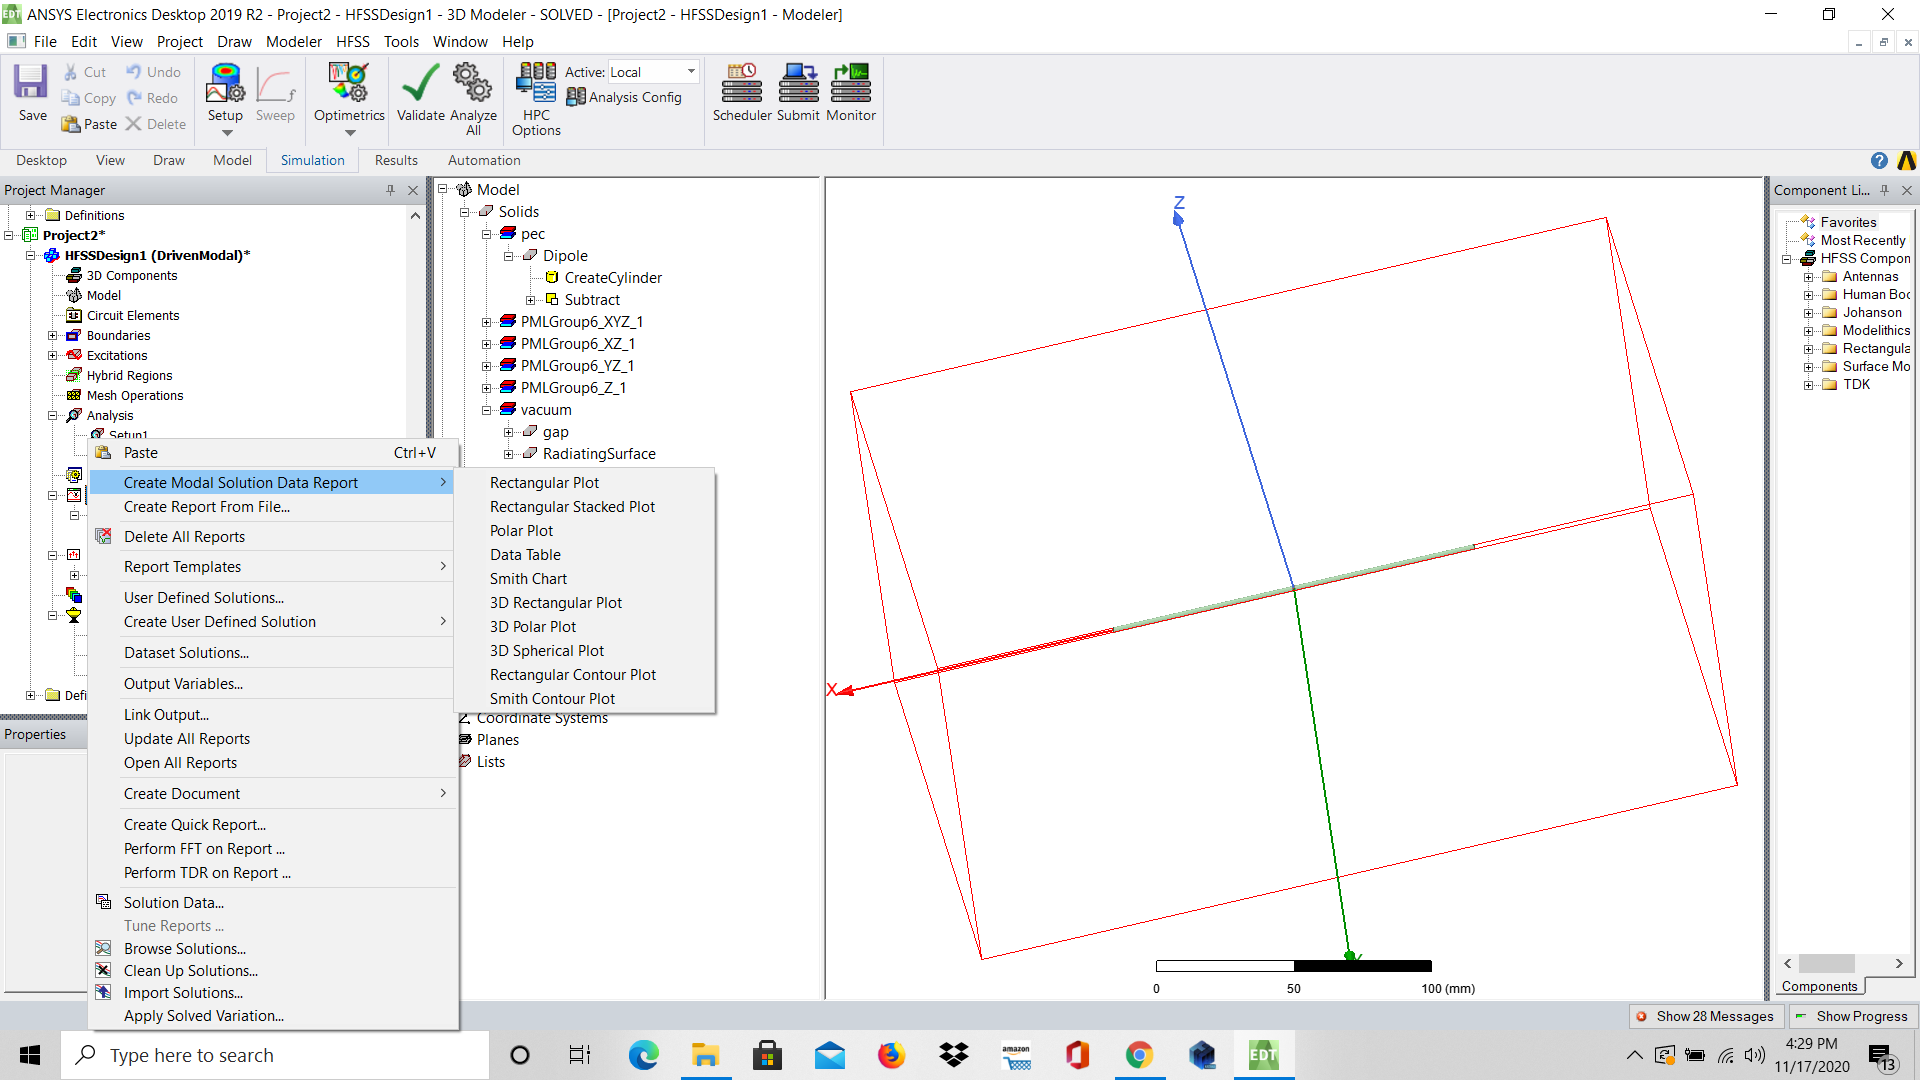 ANSYS Electronics Desktop 2019 R2 - Project2 - HFSSDesign1 - 3D Modeler - SOLVED - [Project2 - HFSSDesign1 - Modeler]
File Edit View Project Draw Modeler HFSS Tools Window Help
Save
Cut
Copy
Paste
Undo
Redo
Delete
Setup
Sweep
Optimetrics
Validate
Analyze All
HPC Options
Active: Local
Analysis Config
Scheduler
Submit
Monitor
Desktop View Draw Model Simulation Results Automation
Project Manager
Definitions
Project2*
HFSSDesign1 (DrivenModal)*
3D Components
Model
Circuit Elements
Boundaries
Excitations
Hybrid Regions
Mesh Operations
Analysis
Setup1
Defi
Properties
Paste Ctrl+V
Create Modal Solution Data Report
Create Report From File...
Delete All Reports
Report Templates
User Defined Solutions...
Create User Defined Solution
Dataset Solutions...
Output Variables...
Link Output...
Update All Reports
Open All Reports
Create Document
Create Quick Report...
Perform FFT on Report ...
Perform TDR on Report ...
Solution Data...
Tune Reports ...
Browse Solutions...
Clean Up Solutions...
Import Solutions...
Apply Solved Variation...
Rectangular Plot
Rectangular Stacked Plot
Polar Plot
Data Table
Smith Chart
3D Rectangular Plot
3D Polar Plot
3D Spherical Plot
Rectangular Contour Plot
Smith Contour Plot
Model
Solids
pec
Dipole
CreateCylinder
Subtract
PMLGroup6_XYZ_1
PMLGroup6_XZ_1
PMLGroup6_YZ_1
PMLGroup6_Z_1
vacuum
gap
RadiatingSurface
Coordinate Systems
Planes
Lists
Z
X
Y
0 50 100 (mm)
Component Li...
Favorites
Most Recently
HFSS Compon
Antennas
Human Boc
Johanson
Modelithics
Rectangula
Surface Mo
TDK
Components
Show 28 Messages
Show Progress
Type here to search
amazon
EDT
4:29 PM
11/17/2020
13